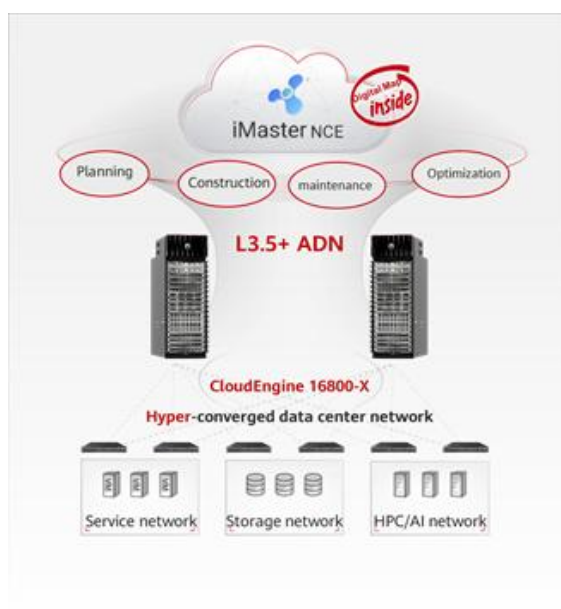 Digital Map
inside
iMaster NCE
Planning
Construction
maintenance
Optimization
L3.5+ ADN
CloudEngine 16800-X
Hyper-converged data center network
Service network
Storage network
HPC/AI network